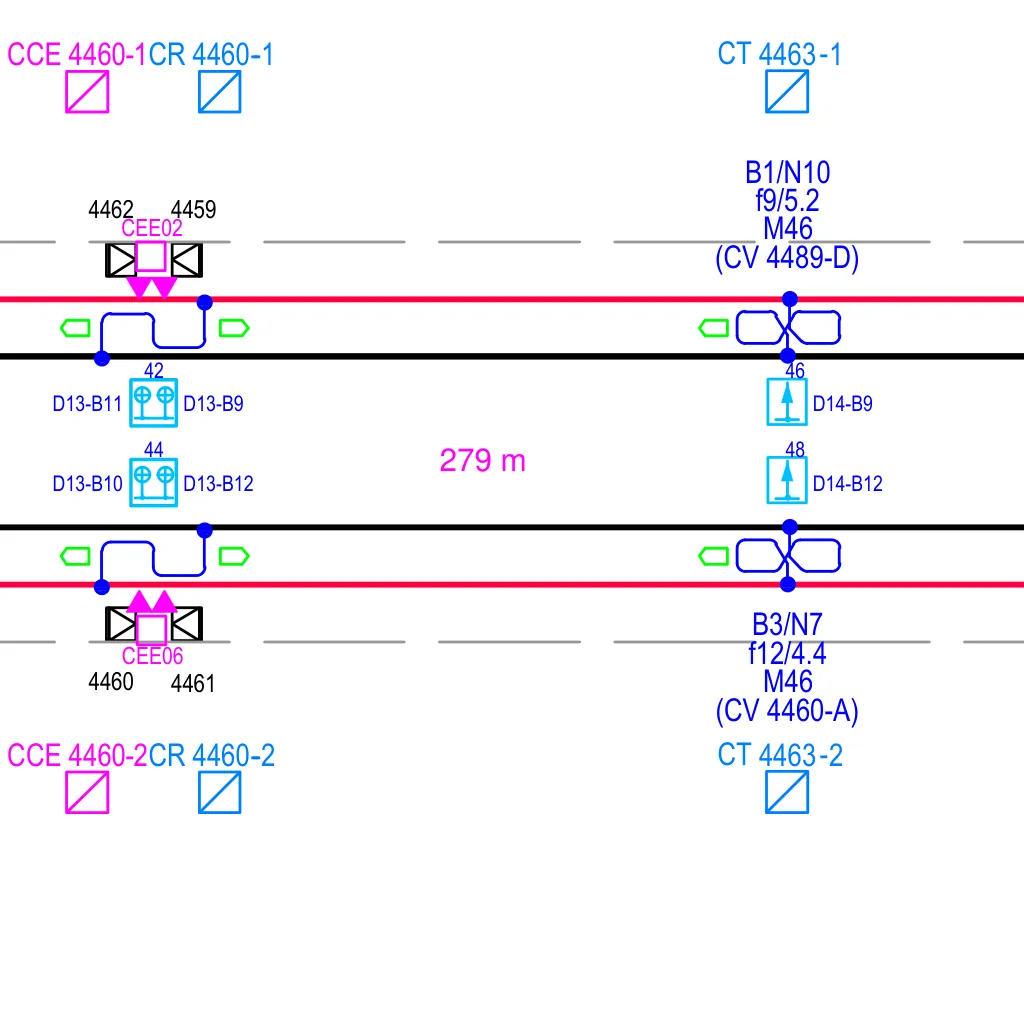 CCE 4460-1 CR 4460-1 CT 4463-1
B1/N10
f9/5.2
M46
(CV 4489-D)
4462 4459
CEE02
42 46
D13-B11 D13-B9 D14-B9
44 48
279 m
D13-B10 D13-B12 D14-B12
B3/N7
f12/4.4
M46
(CV 4460-A)
CEE06
4460 4461
CCE 4460-2 CR 4460-2 CT 4463-2